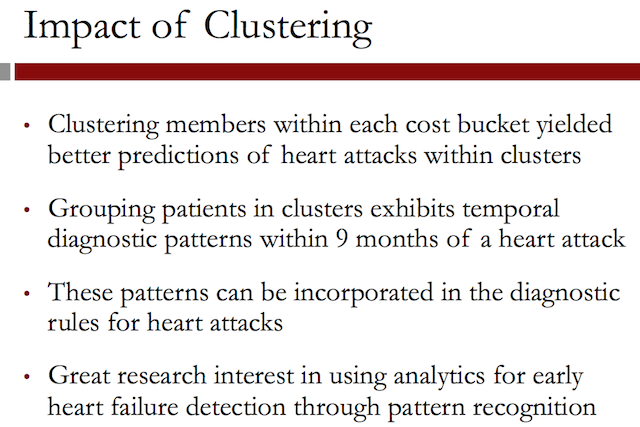 Impact of Clustering
• Clustering members within each cost bucket yielded
better predictions of heart attacks within clusters
• Grouping patients in clusters exhibits temporal
diagnostic patterns within 9 months of a heart attack
• These patterns can be incorporated in the diagnostic
rules for heart attacks
• Great research interest in using analytics for early
heart failure detection through pattern recognition